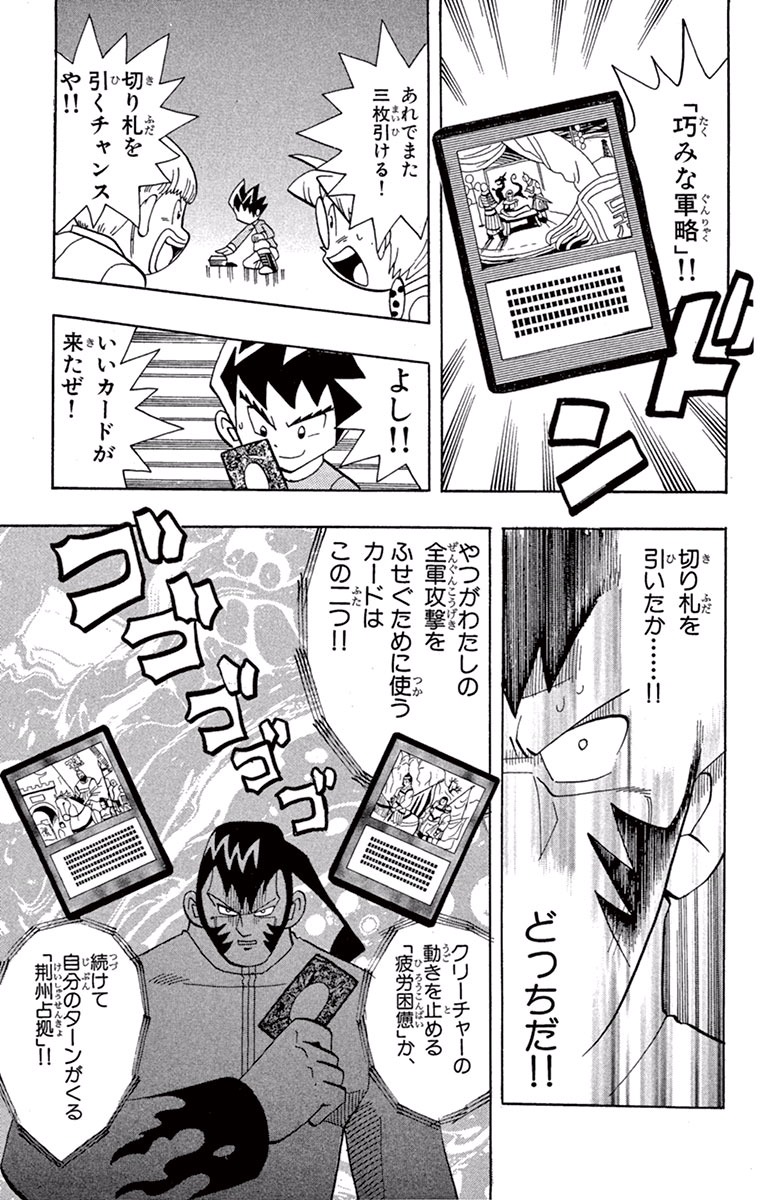 「巧みな軍略」!!
ドン
あれでまた
三枚引ける!
切り札を
引くチャンス
や!!
よし!!
いいカードが
来たぜ!
切り札を
引いたか……!!
どっちだ!!
やつがわたしの
全軍攻撃を
ふせぐために使う
カードは
この二つ!!
ゴゴゴゴゴ
クリーチャーの
動きを止める
「疲労困憊」か、
続けて
自分のターンがくる
「荊州占拠」!!